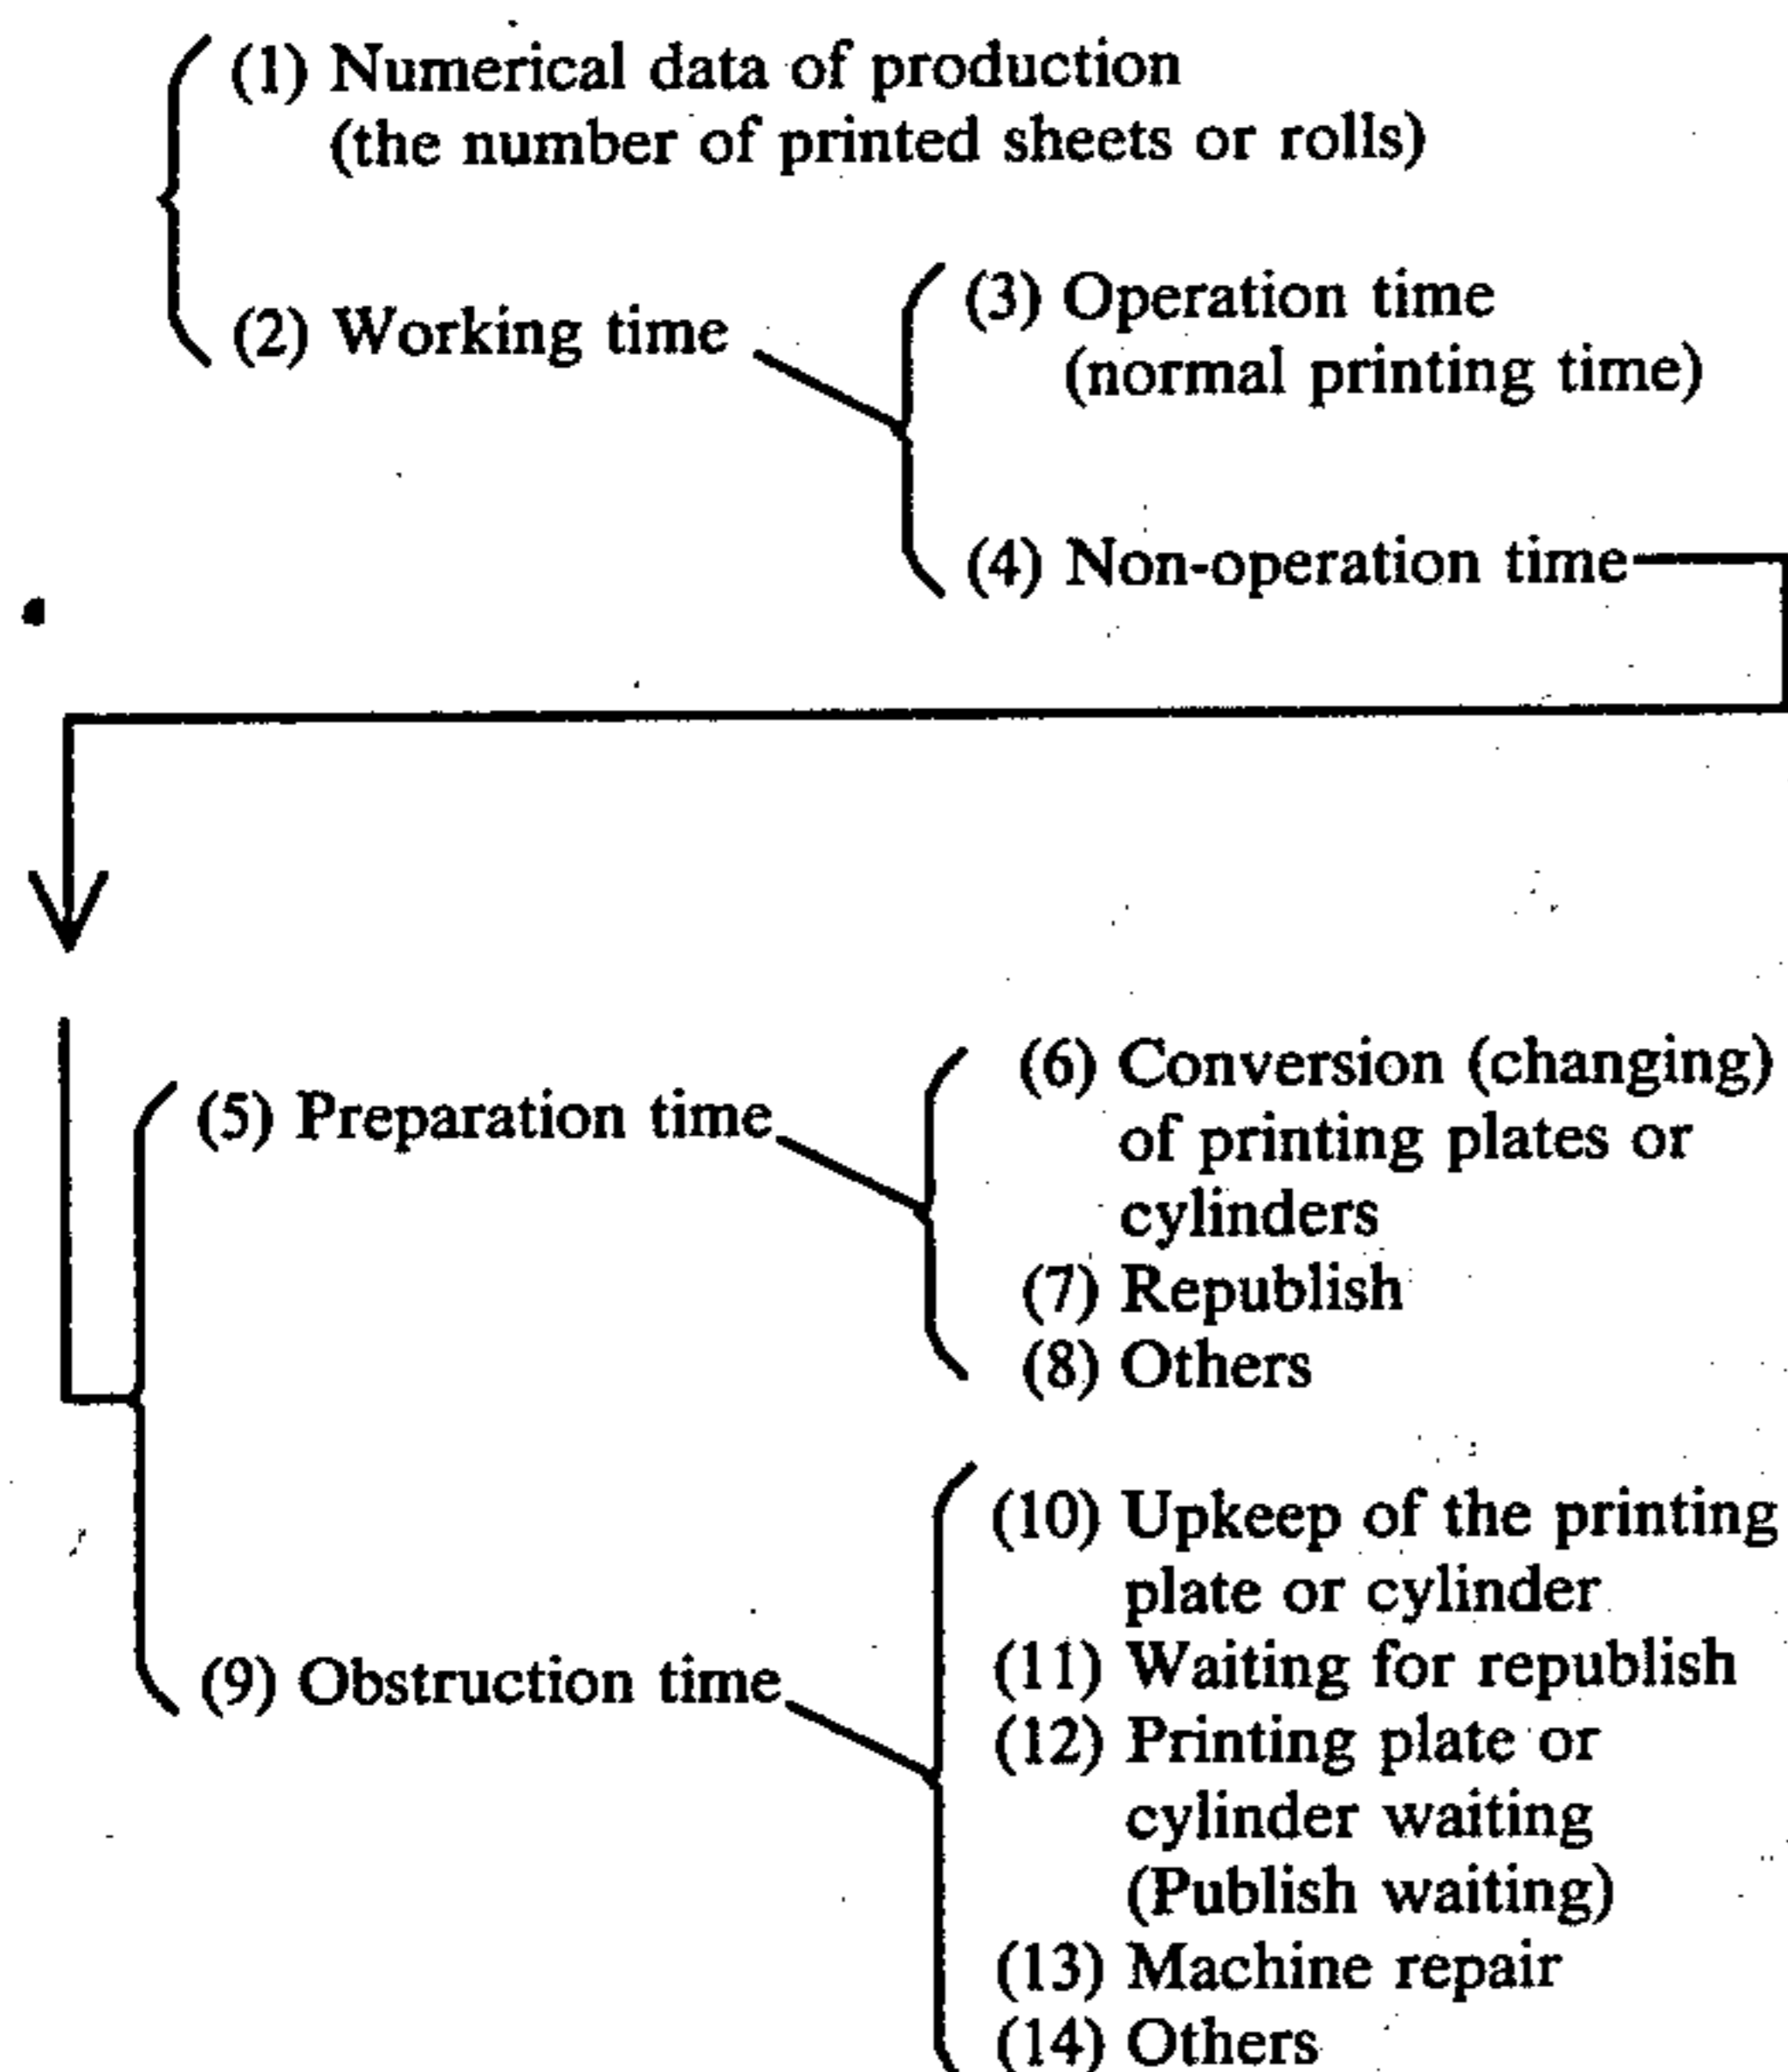 (1) Numerical data of production
(the number of printed sheets or rolls)
(2) Working time
(3) Operation time
(normal printing time)
(4) Non-operation time
(5) Preparation time
(6) Conversion (changing)
of printing plates or
cylinders
(7) Republish
(8) Others
(9) Obstruction time
(10) Upkeep of the printing
plate or cylinder
(11) Waiting for republish
(12) Printing plate or
cylinder waiting
(Publish waiting)
(13) Machine repair
(14) Others